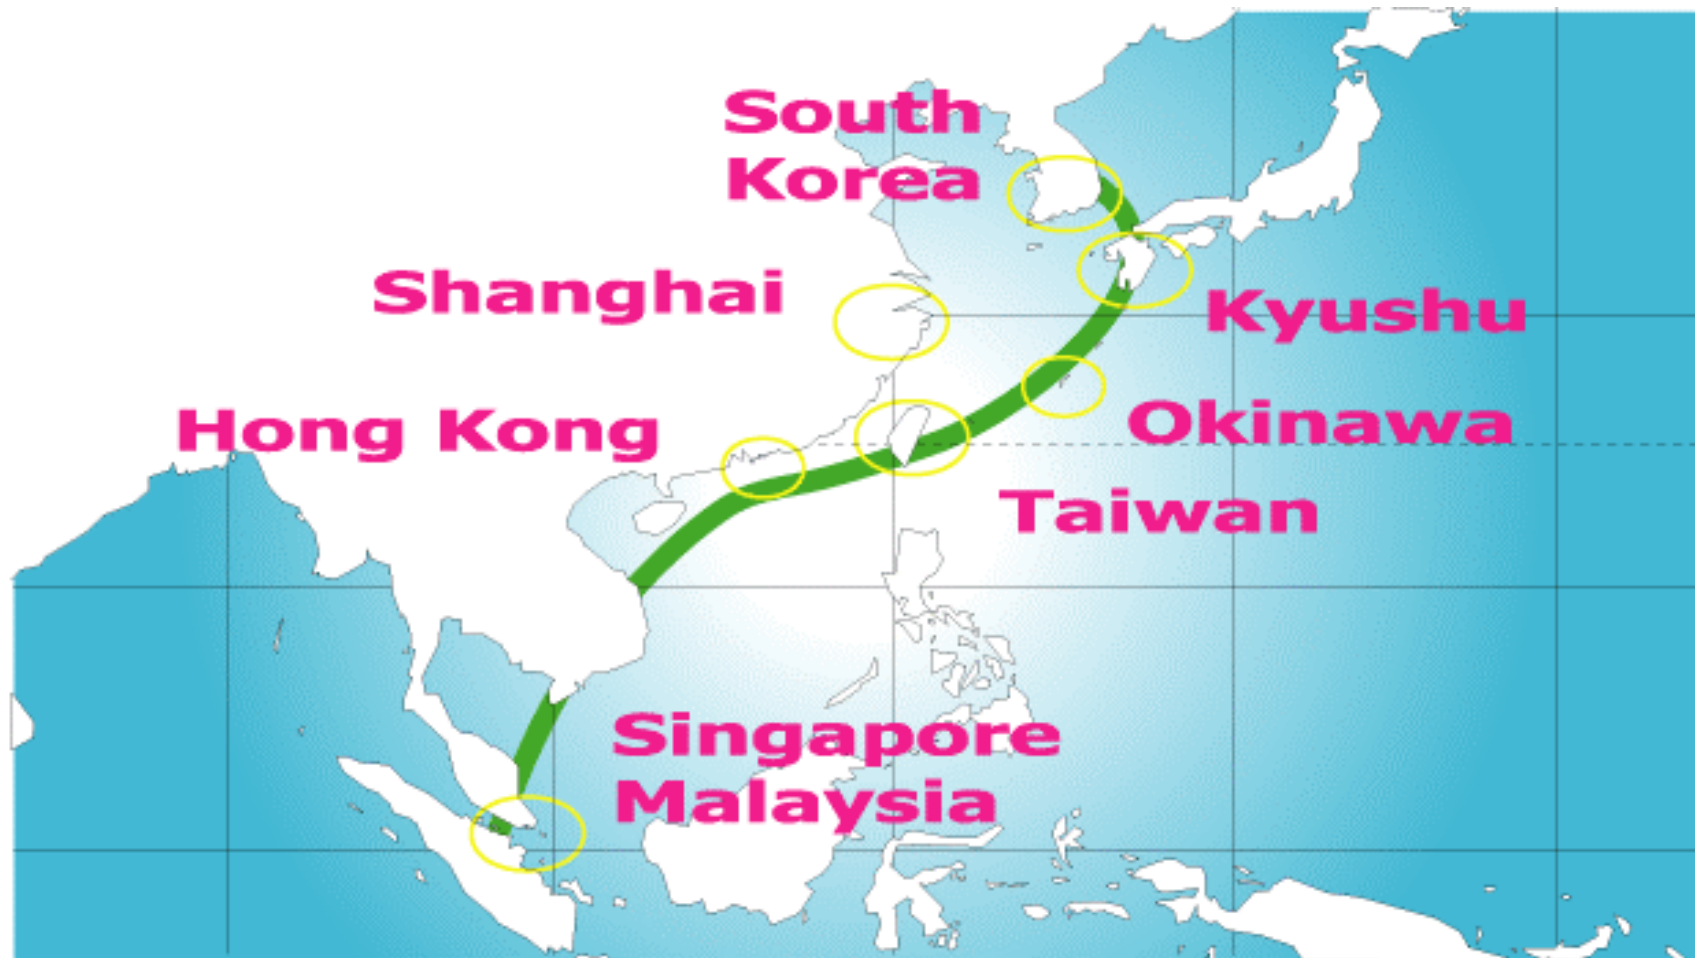 South
Korea
Shanghai
Kyushu
Hong Kong
Okinawa
Taiwan
Singapore
Malaysia